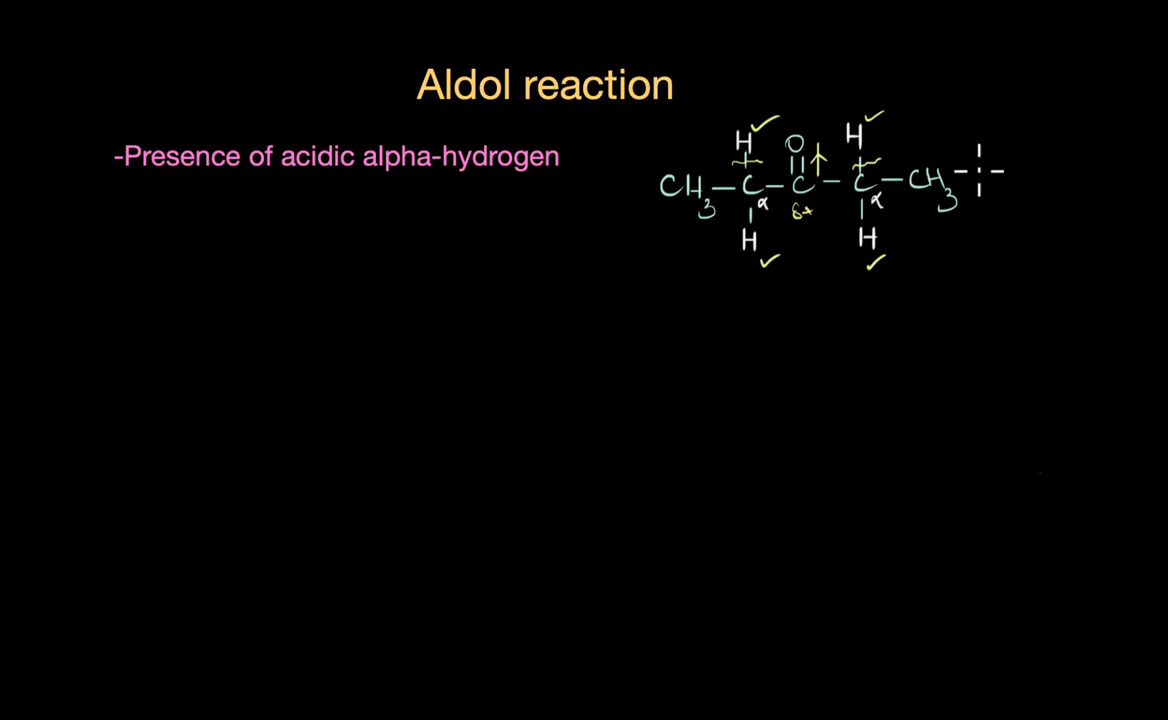 Aldol reaction
-Presence of acidic alpha-hydrogen
H O H
CH3 – C – C – C – CH3
α δ+ α
H H